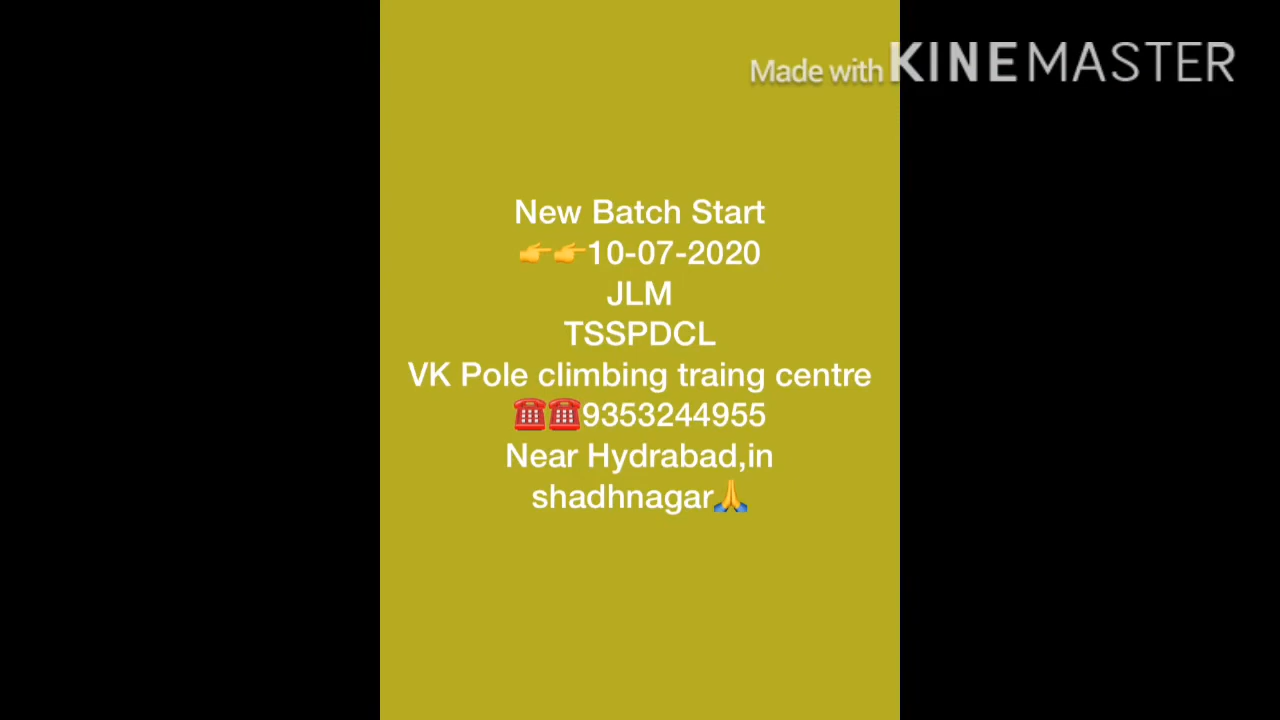 Made with KINEMASTER
New Batch Start
👉👉10-07-2020
JLM
TSSPDCL
VK Pole climbing traing centre
☎️☎️9353244955
Near Hydrabad,in
shadhnagar🙏